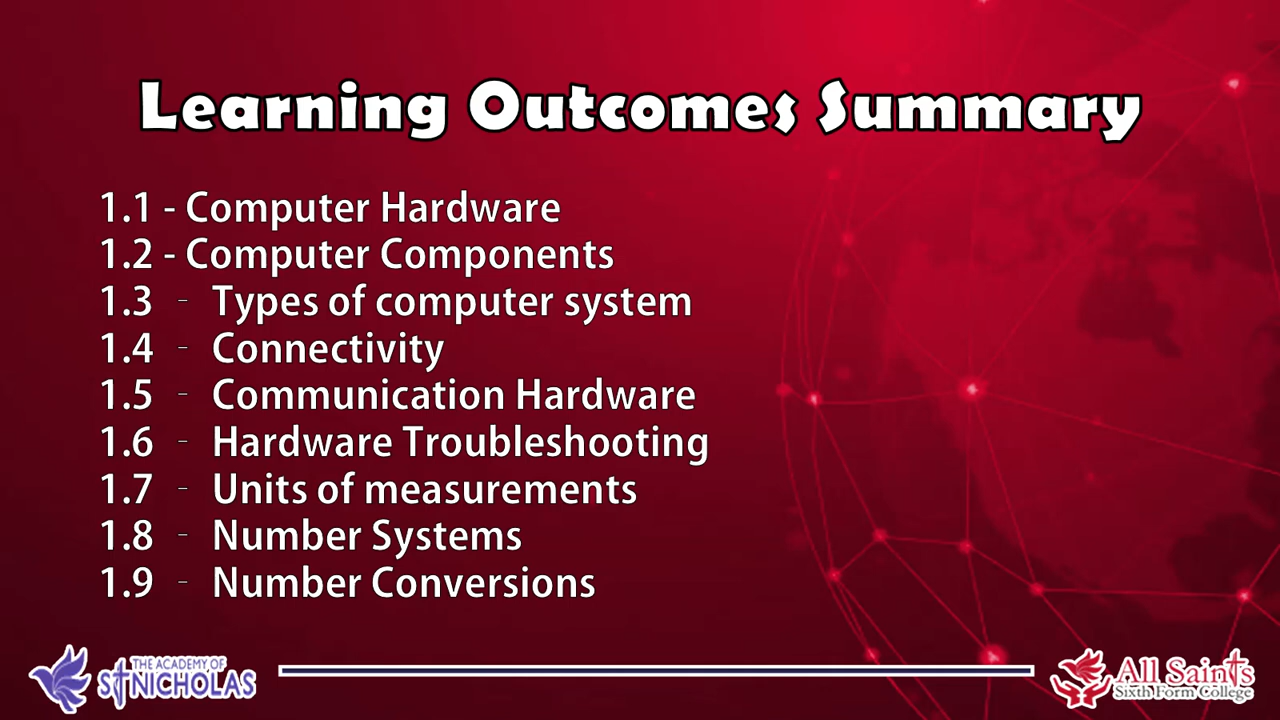 Learning Outcomes Summary
1.1 - Computer Hardware
1.2 - Computer Components
1.3 - Types of computer system
1.4 - Connectivity
1.5 - Communication Hardware
1.6 - Hardware Troubleshooting
1.7 - Units of measurements
1.8 - Number Systems
1.9 - Number Conversions
THE ACADEMY OF
ST NICHOLAS
All Saints
Sixth Form College